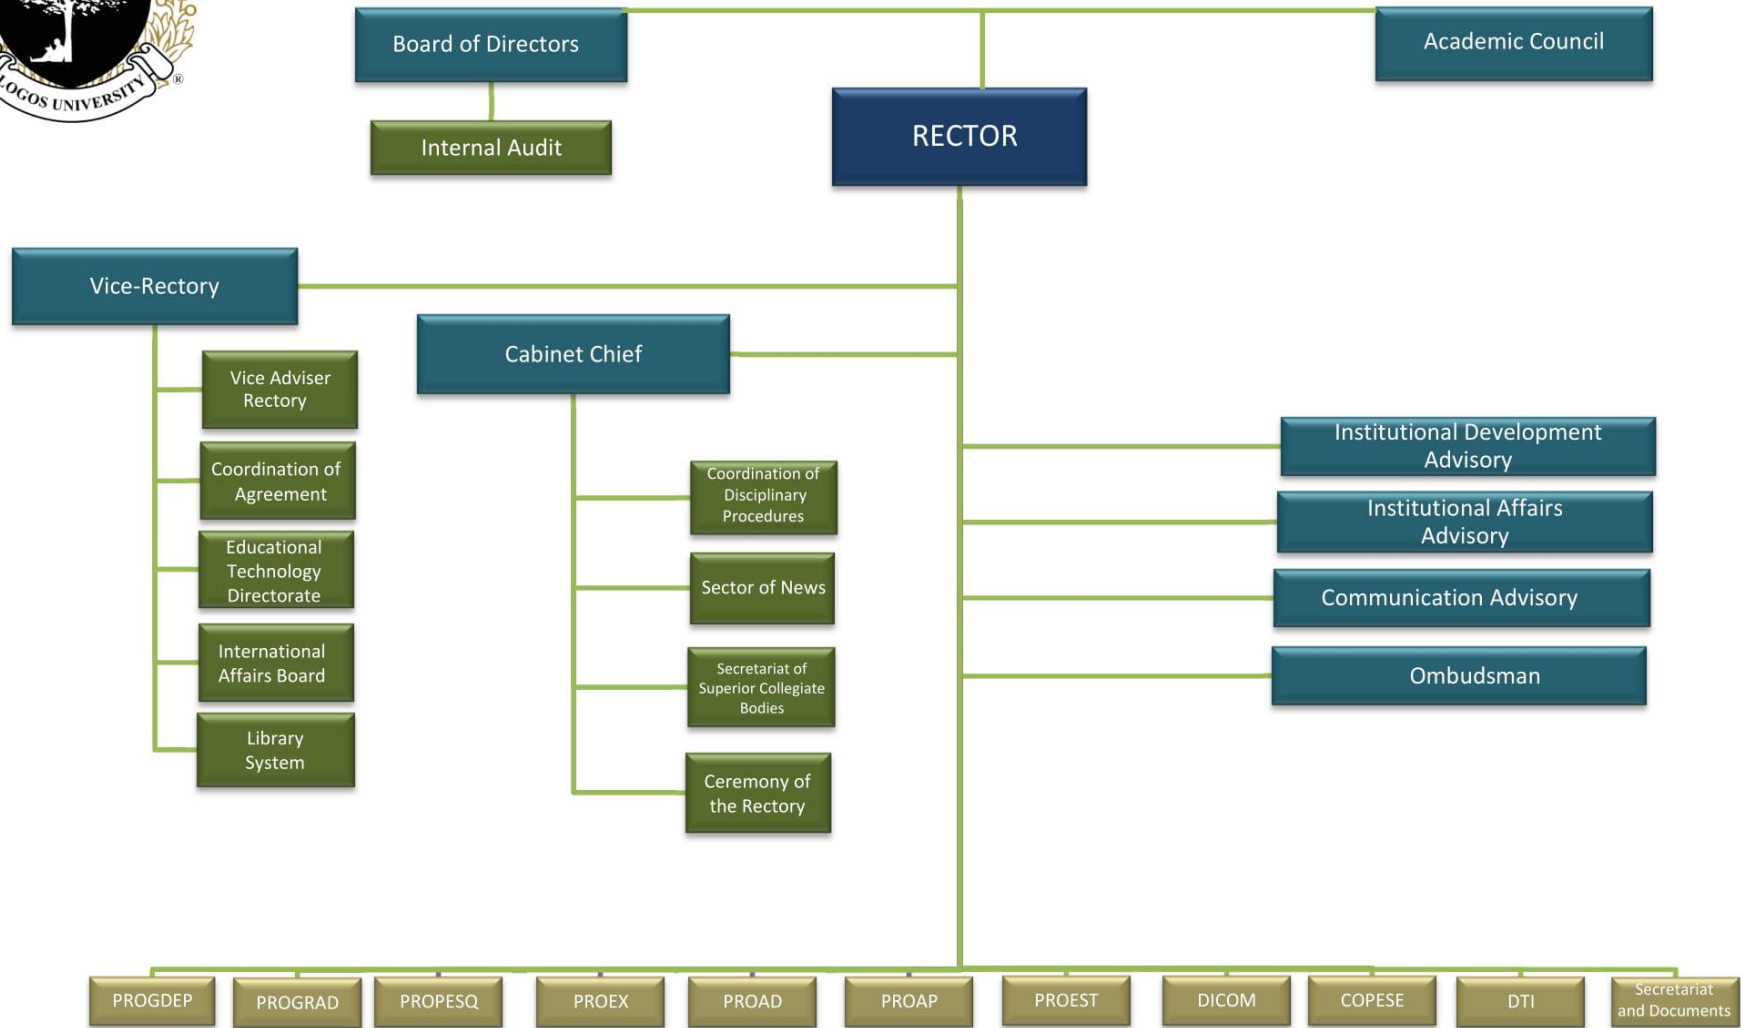 LOGOS UNIVERSITY
®
Board of Directors
Academic Council
RECTOR
Internal Audit
Vice-Rectory
Cabinet Chief
Vice Adviser
Rectory
Coordination of
Agreement
Educational
Technology
Directorate
International
Affairs Board
Library
System
Coordination of
Disciplinary
Procedures
Sector of News
Secretariat of
Superior Collegiate
Bodies
Ceremony of
the Rectory
Institutional Development
Advisory
Institutional Affairs
Advisory
Communication Advisory
Ombudsman
PROGDEP
PROGRAD
PROPESQ
PROEX
PROAD
PROAP
PROEST
DICOM
COPESE
DTI
Secretariat
and Documents